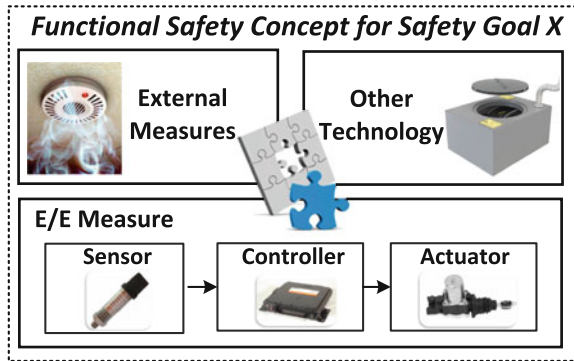 Functional Safety Concept for Safety Goal X
External
Measures
Other
Technology
E/E Measure
Sensor
Controller
Actuator